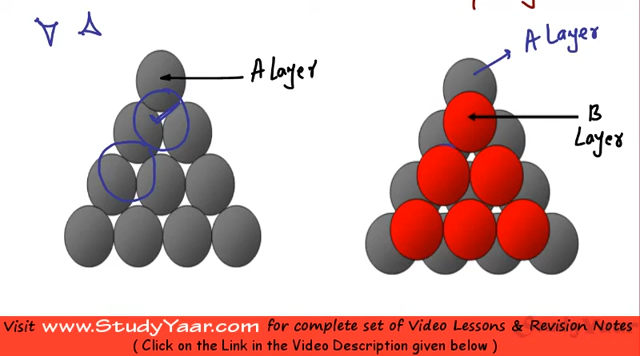 A Layer
A Layer
B
Layer
Visit www.StudyYaar.com for complete set of Video Lessons & Revision Notes
( Click on the Link in the Video Description given below )